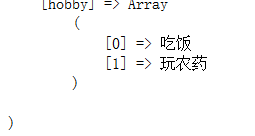 [hobby] => Array
(
[0] => 吃饭
[1] => 玩农药
)
)